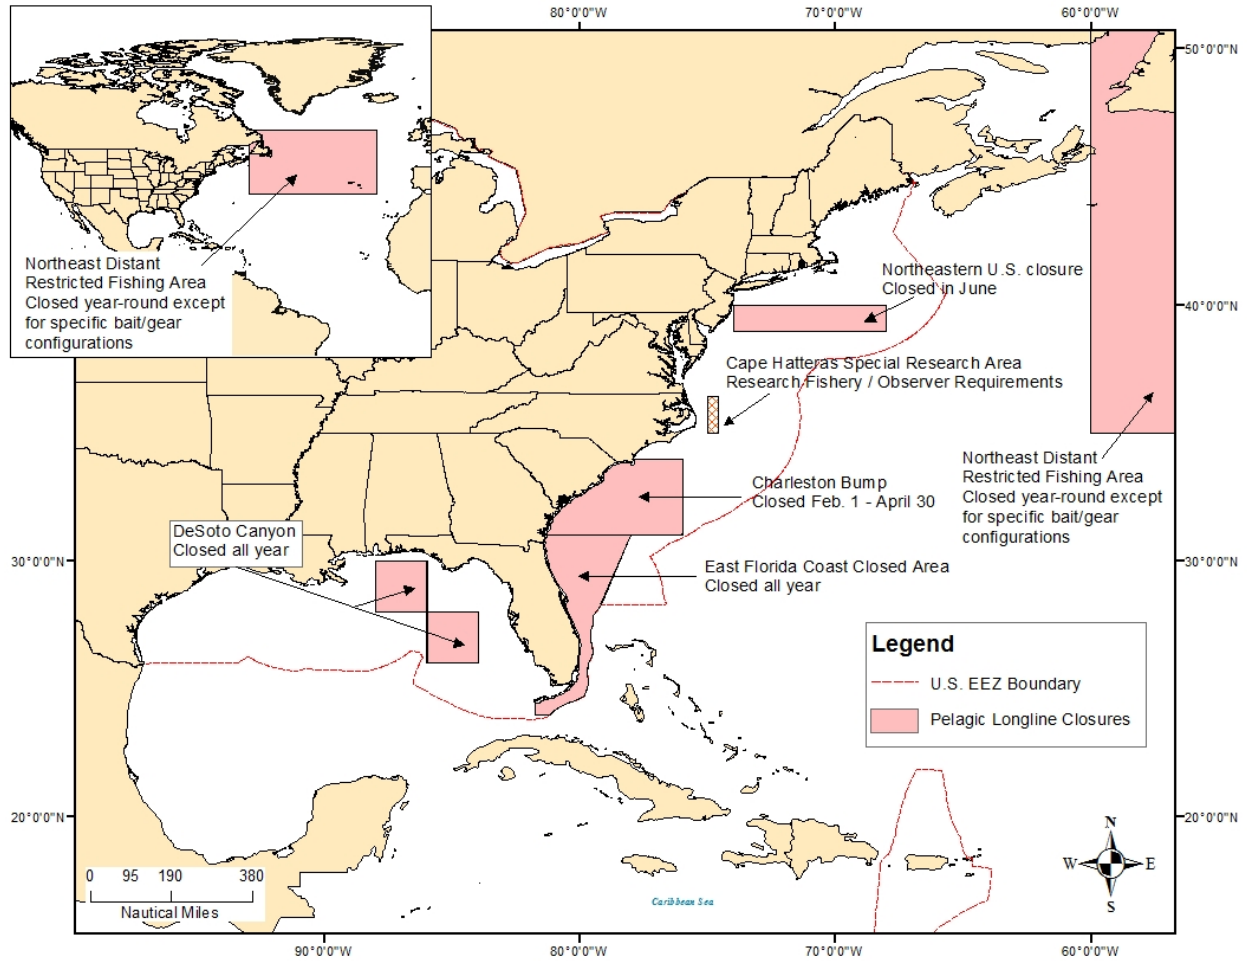 80°0'0"W
70°0'0"W
60°0'0"W
50°0'0"N
Northeast Distant
Restricted Fishing Area
Closed year-round except
for specific bait/gear
configurations
Northeastern U.S. closure
Closed in June
40°0'0"N
Cape Hatteras Special Research Area
Research Fishery / Observer Requirements
Northeast Distant
Restricted Fishing Area
Closed year-round except
for specific bait/gear
configurations
Charleston Bump
Closed Feb. 1 - April 30
DeSoto Canyon
Closed all year
30°0'0"N
30°0'0"N
East Florida Coast Closed Area
Closed all year
Legend
U.S. EEZ Boundary
Pelagic Longline Closures
20°0'0"N
20°0'0"N
N
W
E
S
0 95 190 380
Nautical Miles
Caribbean Sea
90°0'0"W
80°0'0"W
70°0'0"W
60°0'0"W